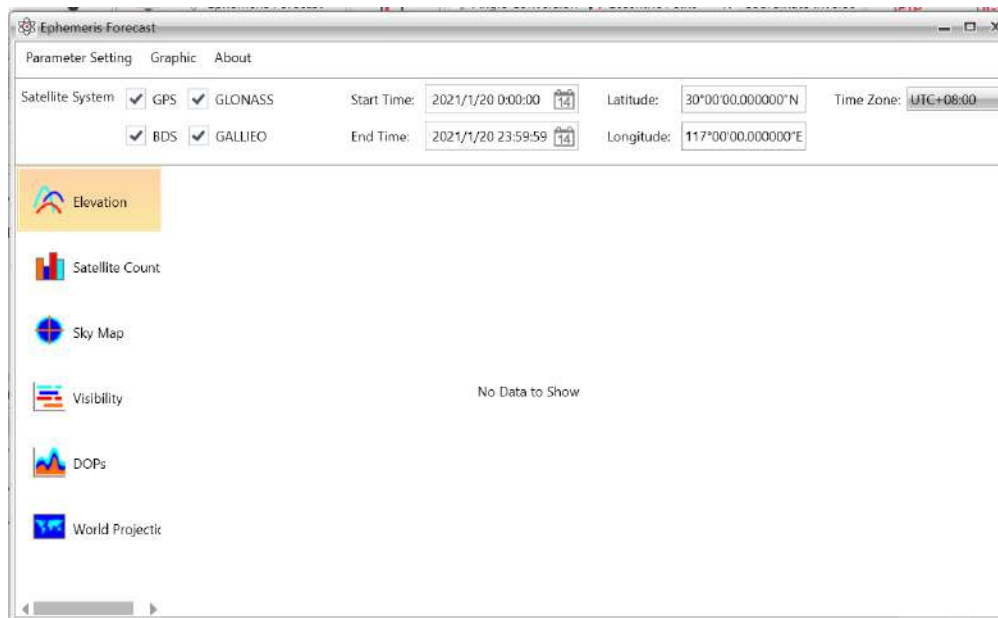 Ephemeris Forecast
Parameter Setting Graphic About
Satellite System GPS GLONASS Start Time: 2021/1/20 0:00:00 14 Latitude: 30°00'00.000000"N Time Zone: UTC+08:00
BDS GALLIEO End Time: 2021/1/20 23:59:59 14 Longitude: 117°00'00.000000"E
Elevation
Satellite Count
Sky Map
Visibility
No Data to Show
DOPs
World Projectic